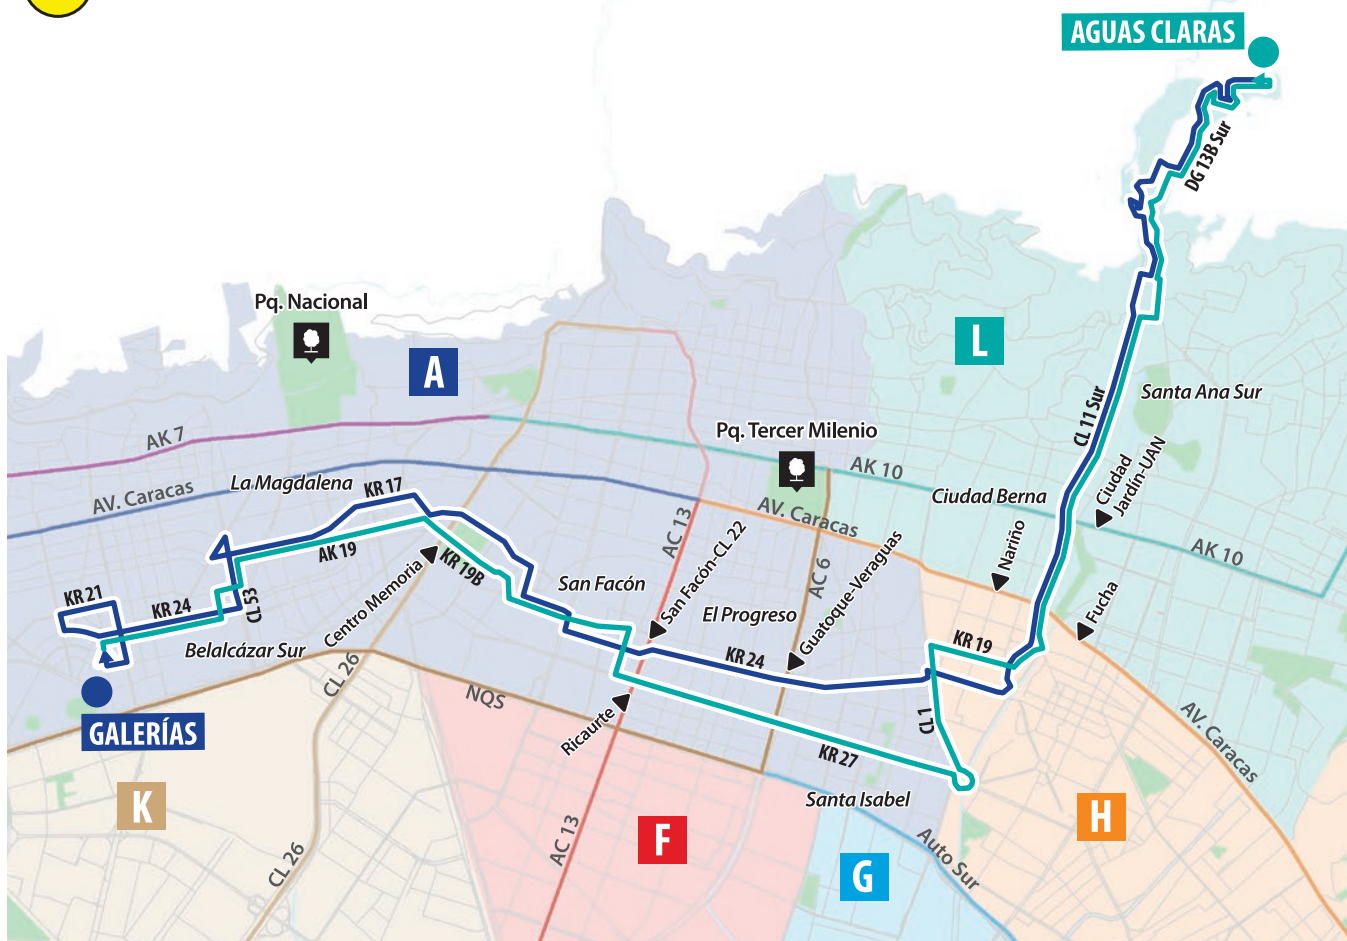 AGUAS CLARAS
DG 13B Sur
Pq. Nacional
A
L
CL 11 Sur
Santa Ana Sur
AK 7
Pq. Tercer Milenio
AK 10
Ciudad
Jardín-UAN
La Magdalena
KR 17
AV. Caracas
Ciudad Berna
AV. Caracas
AC 13
AK 19
San Facón-CL 22
AC 6
Guatoque-Veraguas
Nariño
AK 10
KR 19B
San Facón
Centro Memoria
KR 21
KR 24
CL 53
El Progreso
Fucha
Belalcázar Sur
KR 24
KR 19
CL 26
NQS
Ricaurte
CL 1
AV. Caracas
GALERÍAS
KR 27
K
Santa Isabel
H
F
AC 13
G
Auto Sur
CL 26